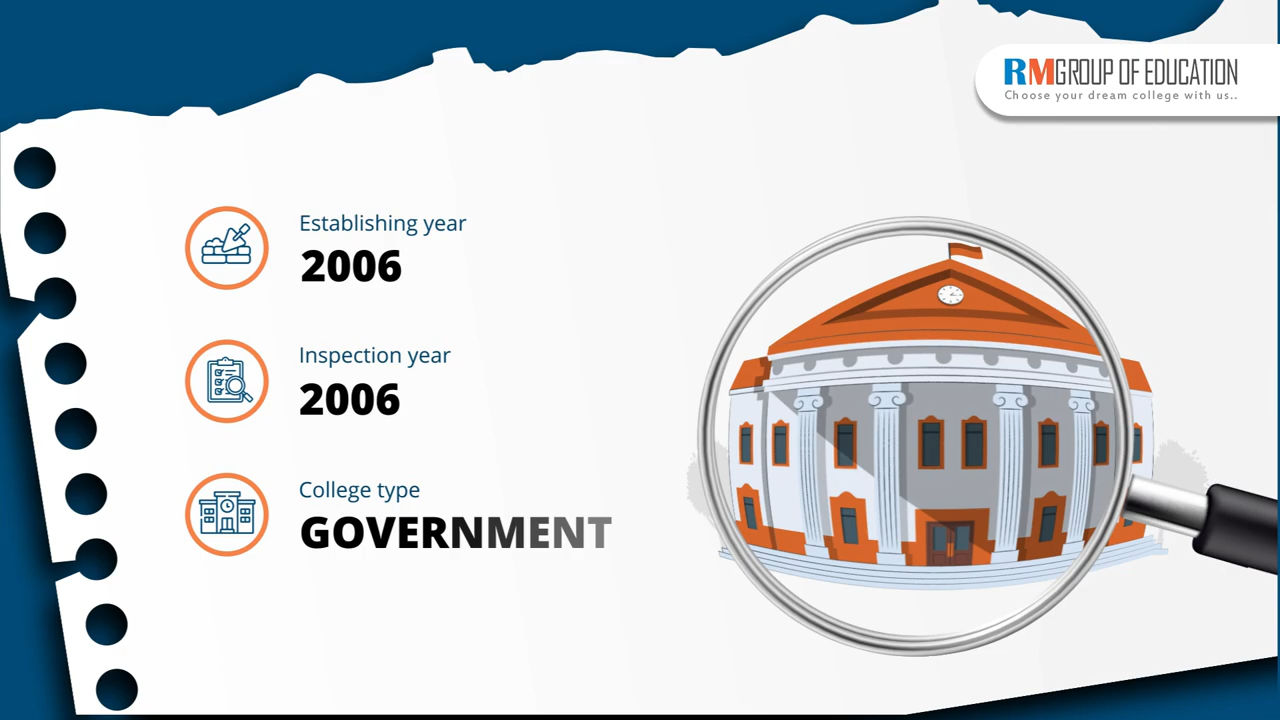 RMGROUP OF EDUCATION
Choose your dream college with us..
Establishing year
2006
Inspection year
2006
College type
GOVERNMENT